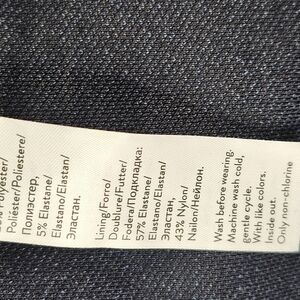 Polyester/
Poliéster/Poliestere/
Полиэстер,
5% Elastane/
Elastano/Elastan/
Эластан.
Lining/Forro/
Doublure/Futter/
Fodera/Подкладка:
57% Elastane/
Elastano/Elastan/
Эластан,
43% Nylon/
Nailon/Нейлон.
Wash before wearing.
Machine wash cold,
gentle cycle.
With like colors.
Inside out.
Only non-chlorine